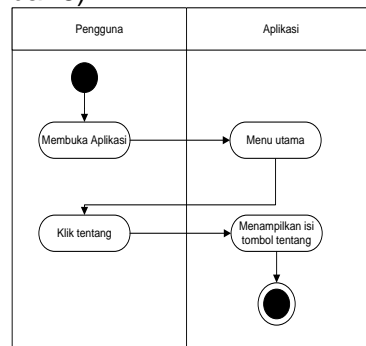 Pengguna
Aplikasi
Membuka Aplikasi
Menu utama
Klik tentang
Menampilkan isi
tombol tentang